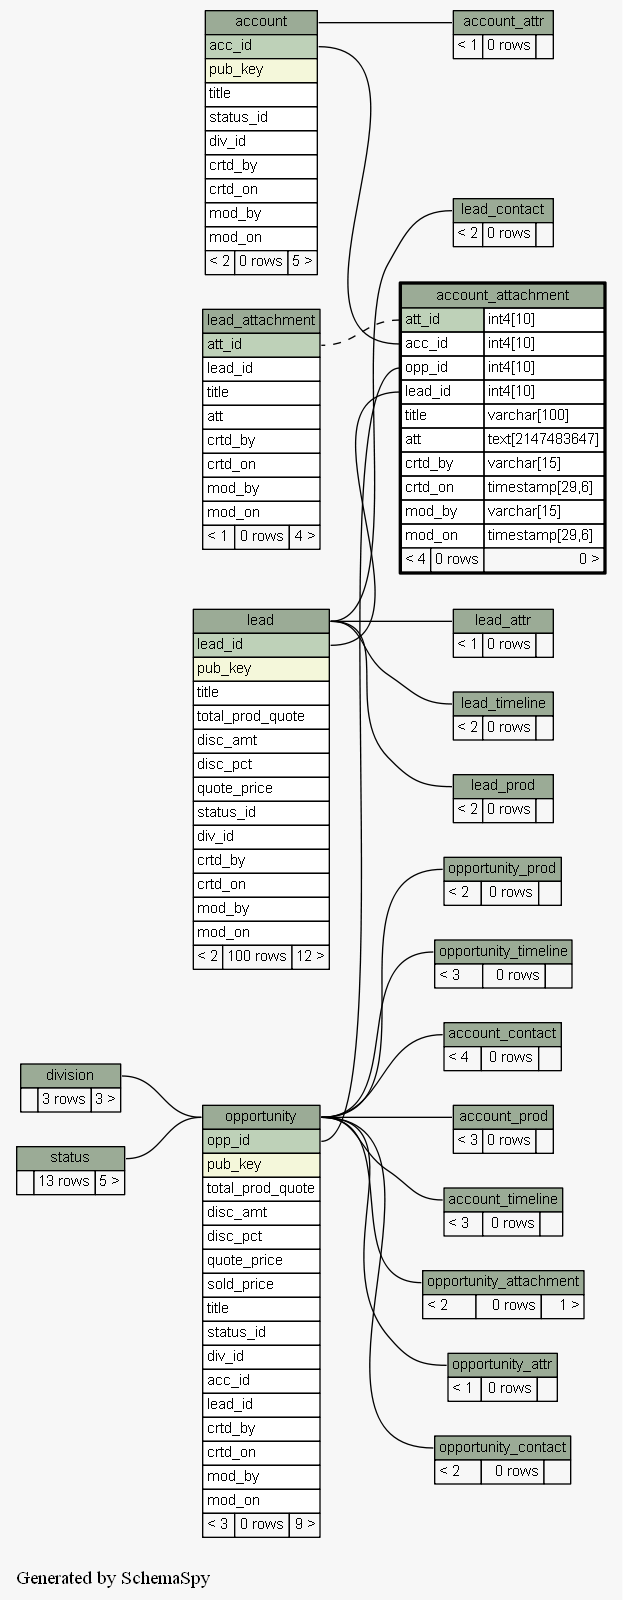 account
acc_id
pub_key
title
status_id
div_id
crtd_by
crtd_on
mod_by
mod_on
< 2 0 rows 5 >
account_attr
< 1 0 rows
lead_contact
< 2 0 rows
account_attachment
att_id int4[10]
acc_id int4[10]
opp_id int4[10]
lead_id int4[10]
title varchar[100]
att text[2147483647]
crtd_by varchar[15]
crtd_on timestamp[29,6]
mod_by varchar[15]
mod_on timestamp[29,6]
< 4 0 rows 0 >
lead_attachment
att_id
lead_id
title
att
crtd_by
crtd_on
mod_by
mod_on
< 1 0 rows 4 >
lead
lead_id
pub_key
title
total_prod_quote
disc_amt
disc_pct
quote_price
status_id
div_id
crtd_by
crtd_on
mod_by
mod_on
< 2 100 rows 12 >
lead_attr
< 1 0 rows
lead_timeline
< 2 0 rows
lead_prod
< 2 0 rows
opportunity_prod
< 2 0 rows
opportunity_timeline
< 3 0 rows
account_contact
< 4 0 rows
account_prod
< 3 0 rows
account_timeline
< 3 0 rows
opportunity_attachment
< 2 0 rows 1 >
opportunity_attr
< 1 0 rows
opportunity_contact
< 2 0 rows
division
3 rows 3 >
status
13 rows 5 >
opportunity
opp_id
pub_key
total_prod_quote
disc_amt
disc_pct
quote_price
sold_price
title
status_id
div_id
acc_id
lead_id
crtd_by
crtd_on
mod_by
mod_on
< 3 0 rows 9 >
Generated by SchemaSpy